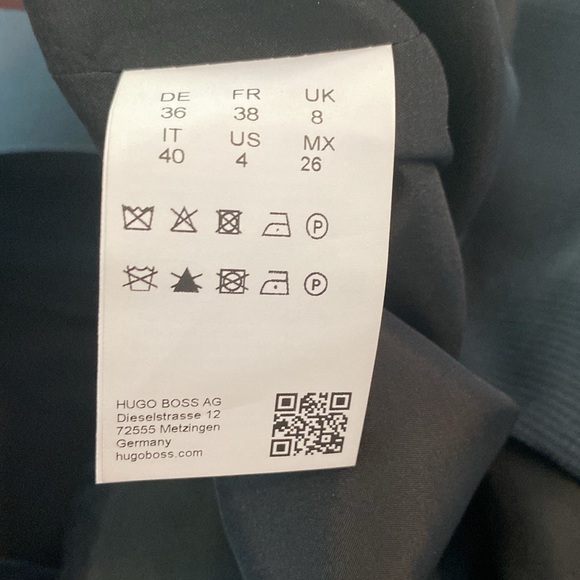 DE FR UK
36 38 8
IT US MX
40 4 26
P
P
HUGO BOSS AG
Dieselstrasse 12
72555 Metzingen
Germany
hugoboss.com